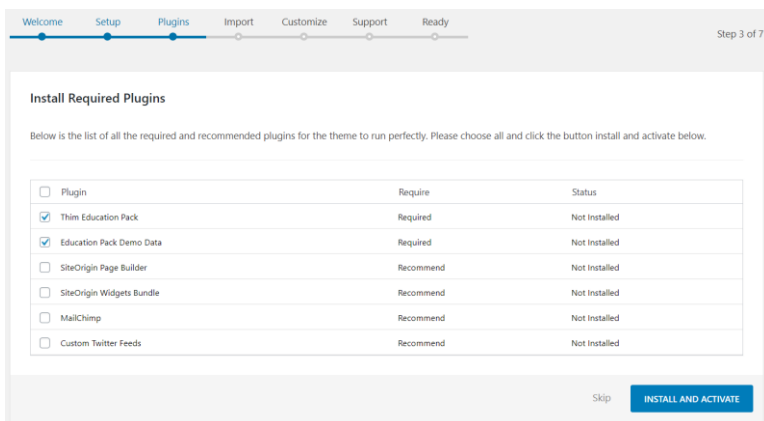 Welcome Setup Plugins Import Customize Support Ready
Step 3 of 7
Install Required Plugins
Below is the list of all the required and recommended plugins for the theme to run perfectly. Please choose all and click the button install and activate below.
Plugin Require Status
Thim Education Pack Required Not Installed
Education Pack Demo Data Required Not Installed
SiteOrigin Page Builder Recommend Not Installed
SiteOrigin Widgets Bundle Recommend Not Installed
MailChimp Recommend Not Installed
Custom Twitter Feeds Recommend Not Installed
Skip INSTALL AND ACTIVATE